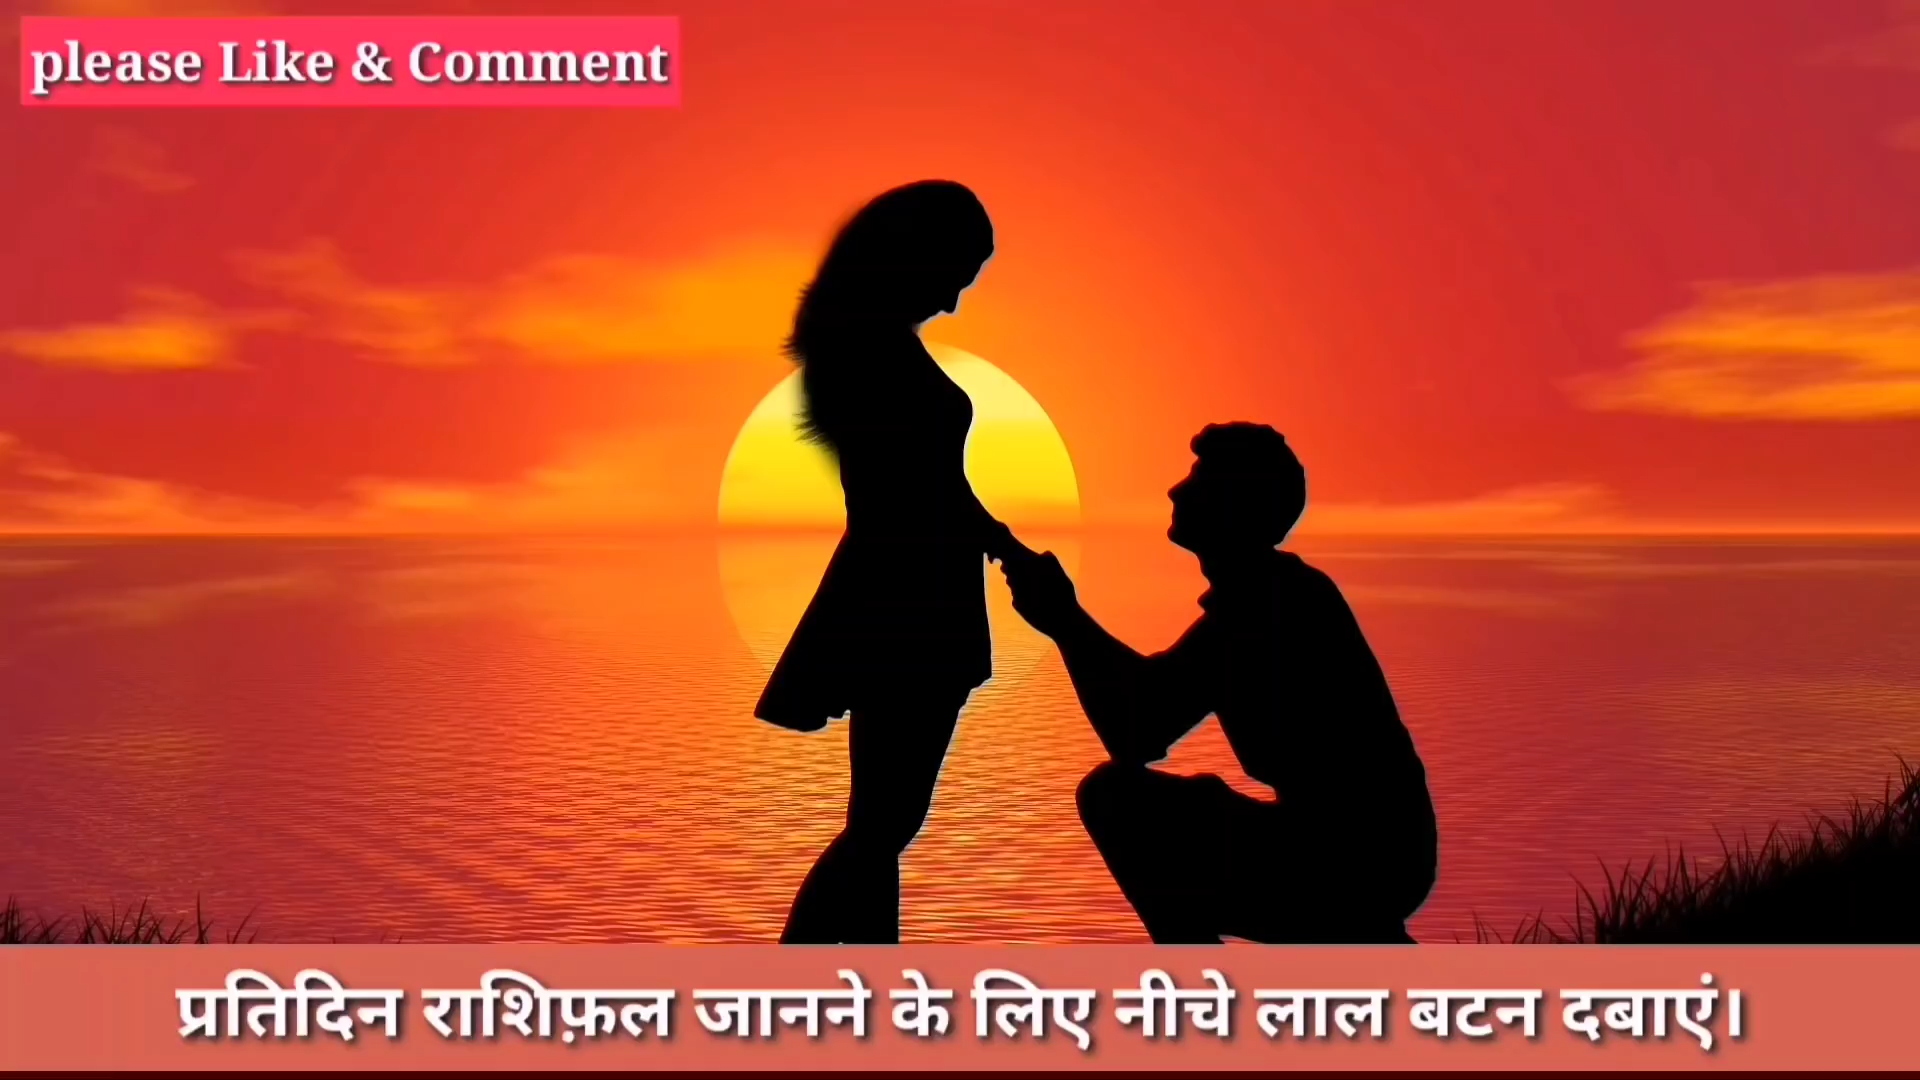 please Like & Comment
प्रतिदिन राशिफ़ल जानने के लिए नीचे लाल बटन दबाएं।